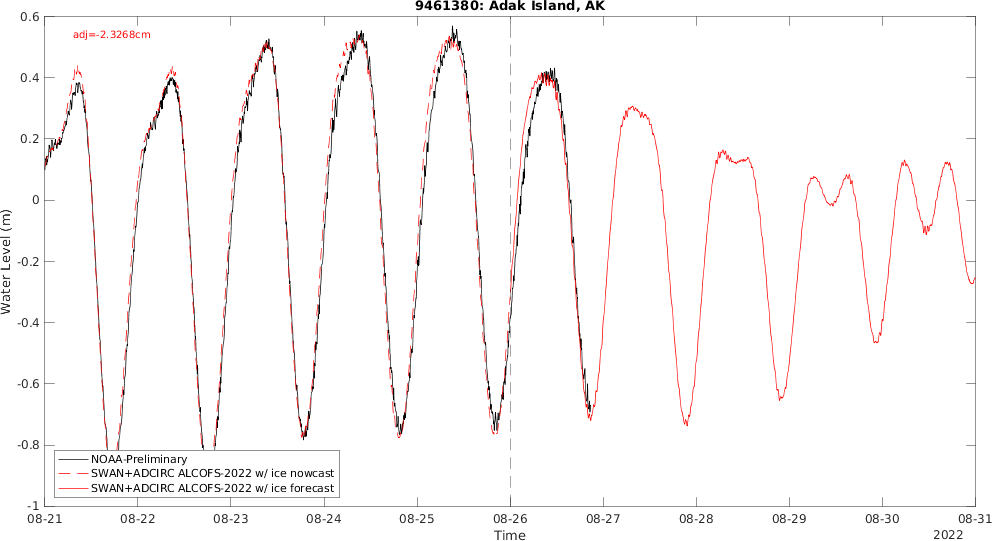 9461380: Adak Island, AK
adj=-2.3268cm
0.6
0.4
0.2
0
-0.2
-0.4
-0.6
-0.8
-1
Water Level (m)
NOAA-Preliminary
SWAN+ADCIRC ALCOFS-2022 w/ ice nowcast
SWAN+ADCIRC ALCOFS-2022 w/ ice forecast
08-21 08-22 08-23 08-24 08-25 08-26 08-27 08-28 08-29 08-30 08-31
Time
2022